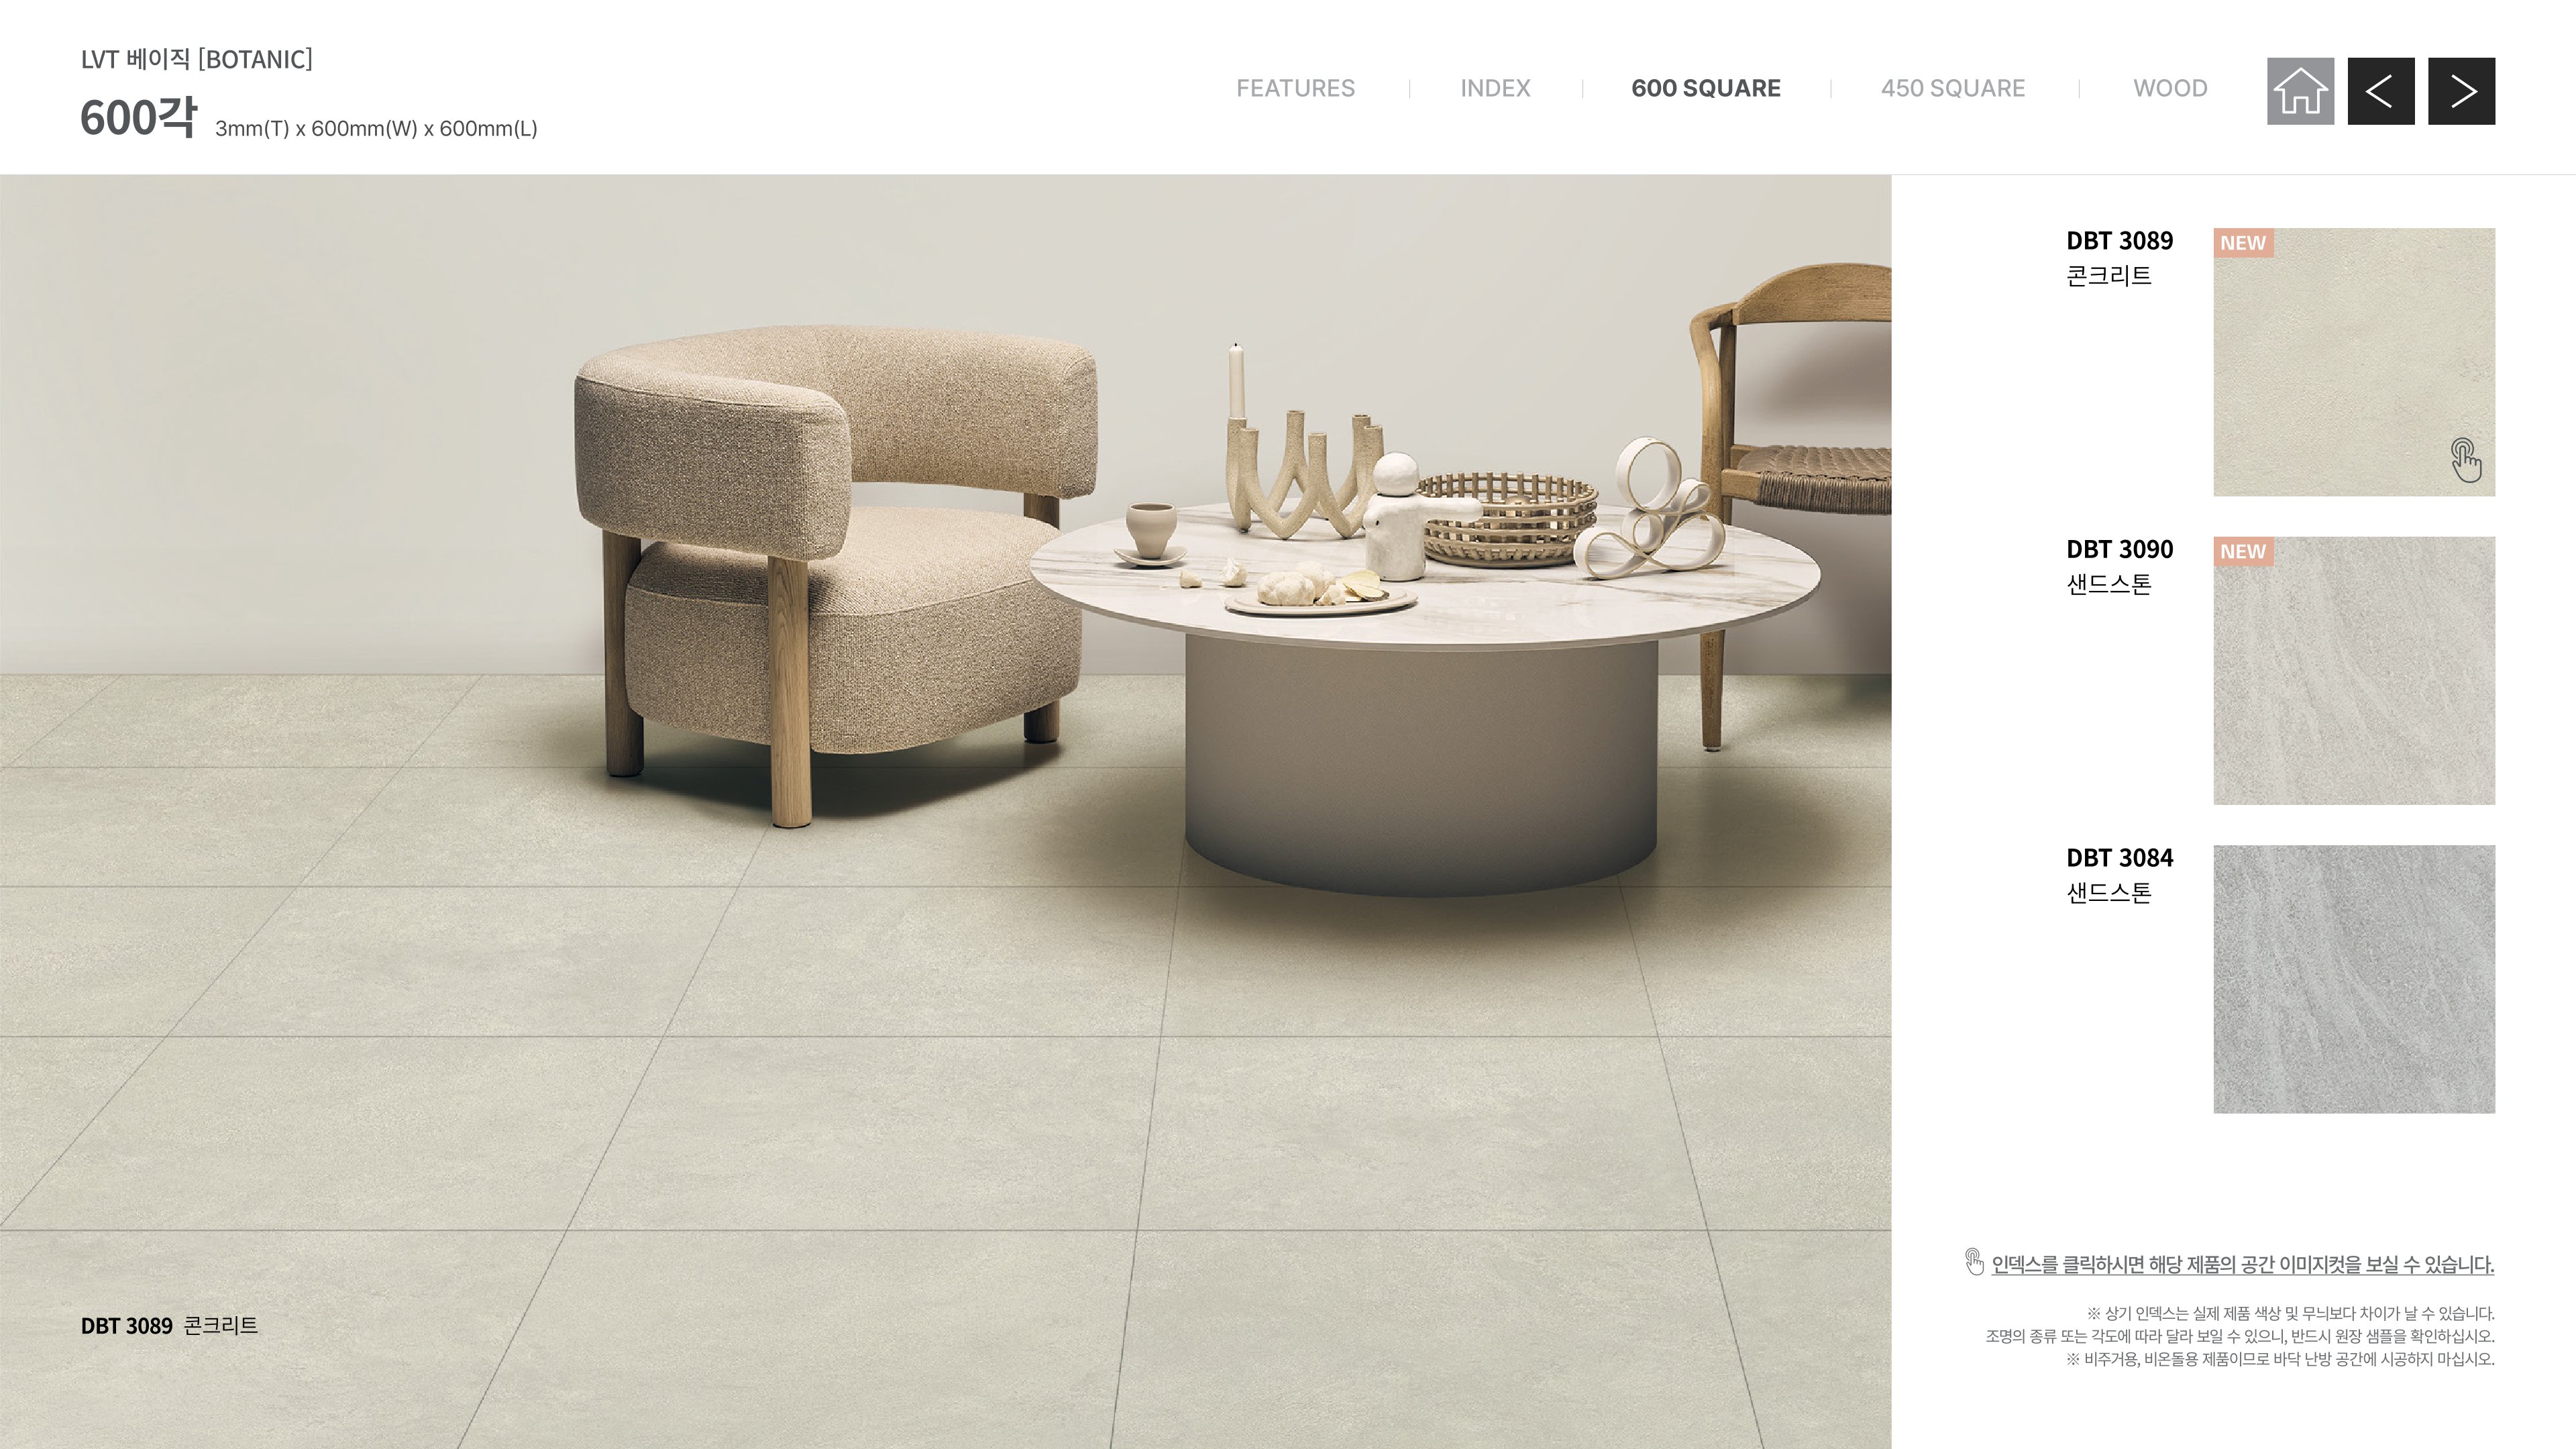 LVT 베이직 [BOTANIC]
600각 3mm(T) x 600mm(W) x 600mm(L)
FEATURES
INDEX
600 SQUARE
450 SQUARE
WOOD
DBT 3089
콘크리트
NEW
DBT 3090
샌드스톤
NEW
DBT 3084
샌드스톤
DBT 3089 콘크리트
인덱스를 클릭하시면 해당 제품의 공간 이미지컷을 보실 수 있습니다.
※ 상기 인덱스는 실제 제품 색상 및 무늬보다 차이가 날 수 있습니다.
조명의 종류 또는 각도에 따라 달라 보일 수 있으니, 반드시 원장 샘플을 확인하십시오.
※ 비주거용, 비온돌용 제품이므로 바닥 난방 공간에 시공하지 마십시오.